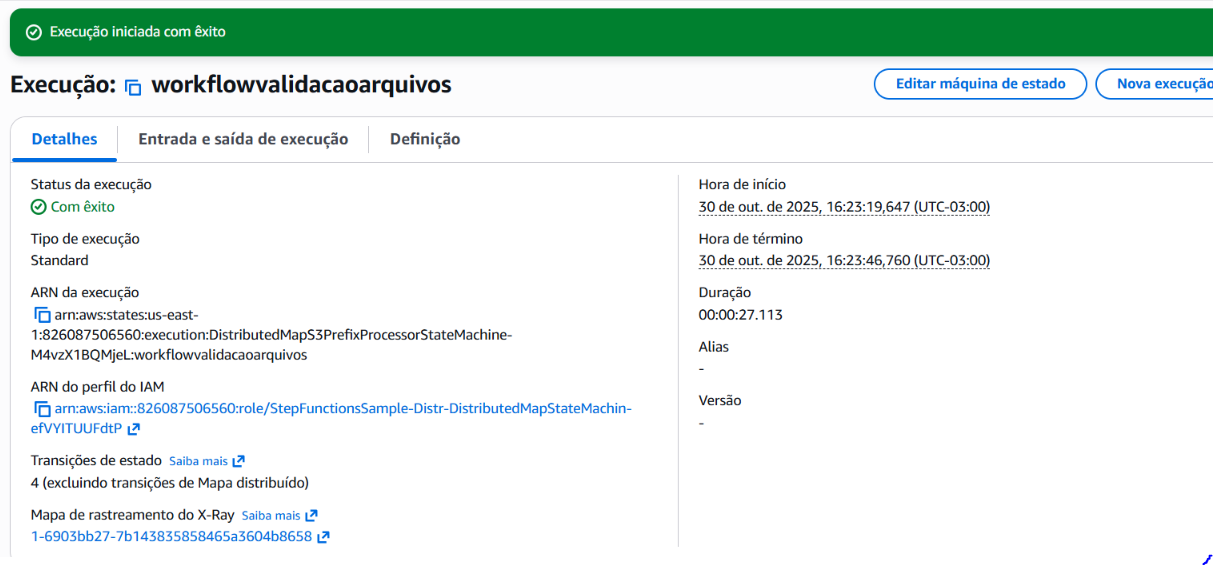 Execução iniciada com êxito
Execução: workflowvalidacaoarquivos
Editar máquina de estado
Nova execução
Detalhes
Entrada e saída de execução
Definição
Status da execução
Com êxito
Tipo de execução
Standard
ARN da execução
arn:aws:states:us-east-
1:826087506560:execution:DistributedMapS3PrefixProcessorStateMachine-
M4vzX1BQMjeL:workflowvalidacaoarquivos
ARN do perfil do IAM
arn:aws:iam::826087506560:role/StepFunctionsSample-Distr-DistributedMapStateMachin-
efVYITUUFdtP
Transições de estado Saiba mais
4 (excluindo transições de Mapa distribuído)
Mapa de rastreamento do X-Ray Saiba mais
1-6903bb27-7b143835858465a3604b8658
Hora de início
30 de out. de 2025, 16:23:19,647 (UTC-03:00)
Hora de término
30 de out. de 2025, 16:23:46,760 (UTC-03:00)
Duração
00:00:27.113
Alias
-
Versão
-